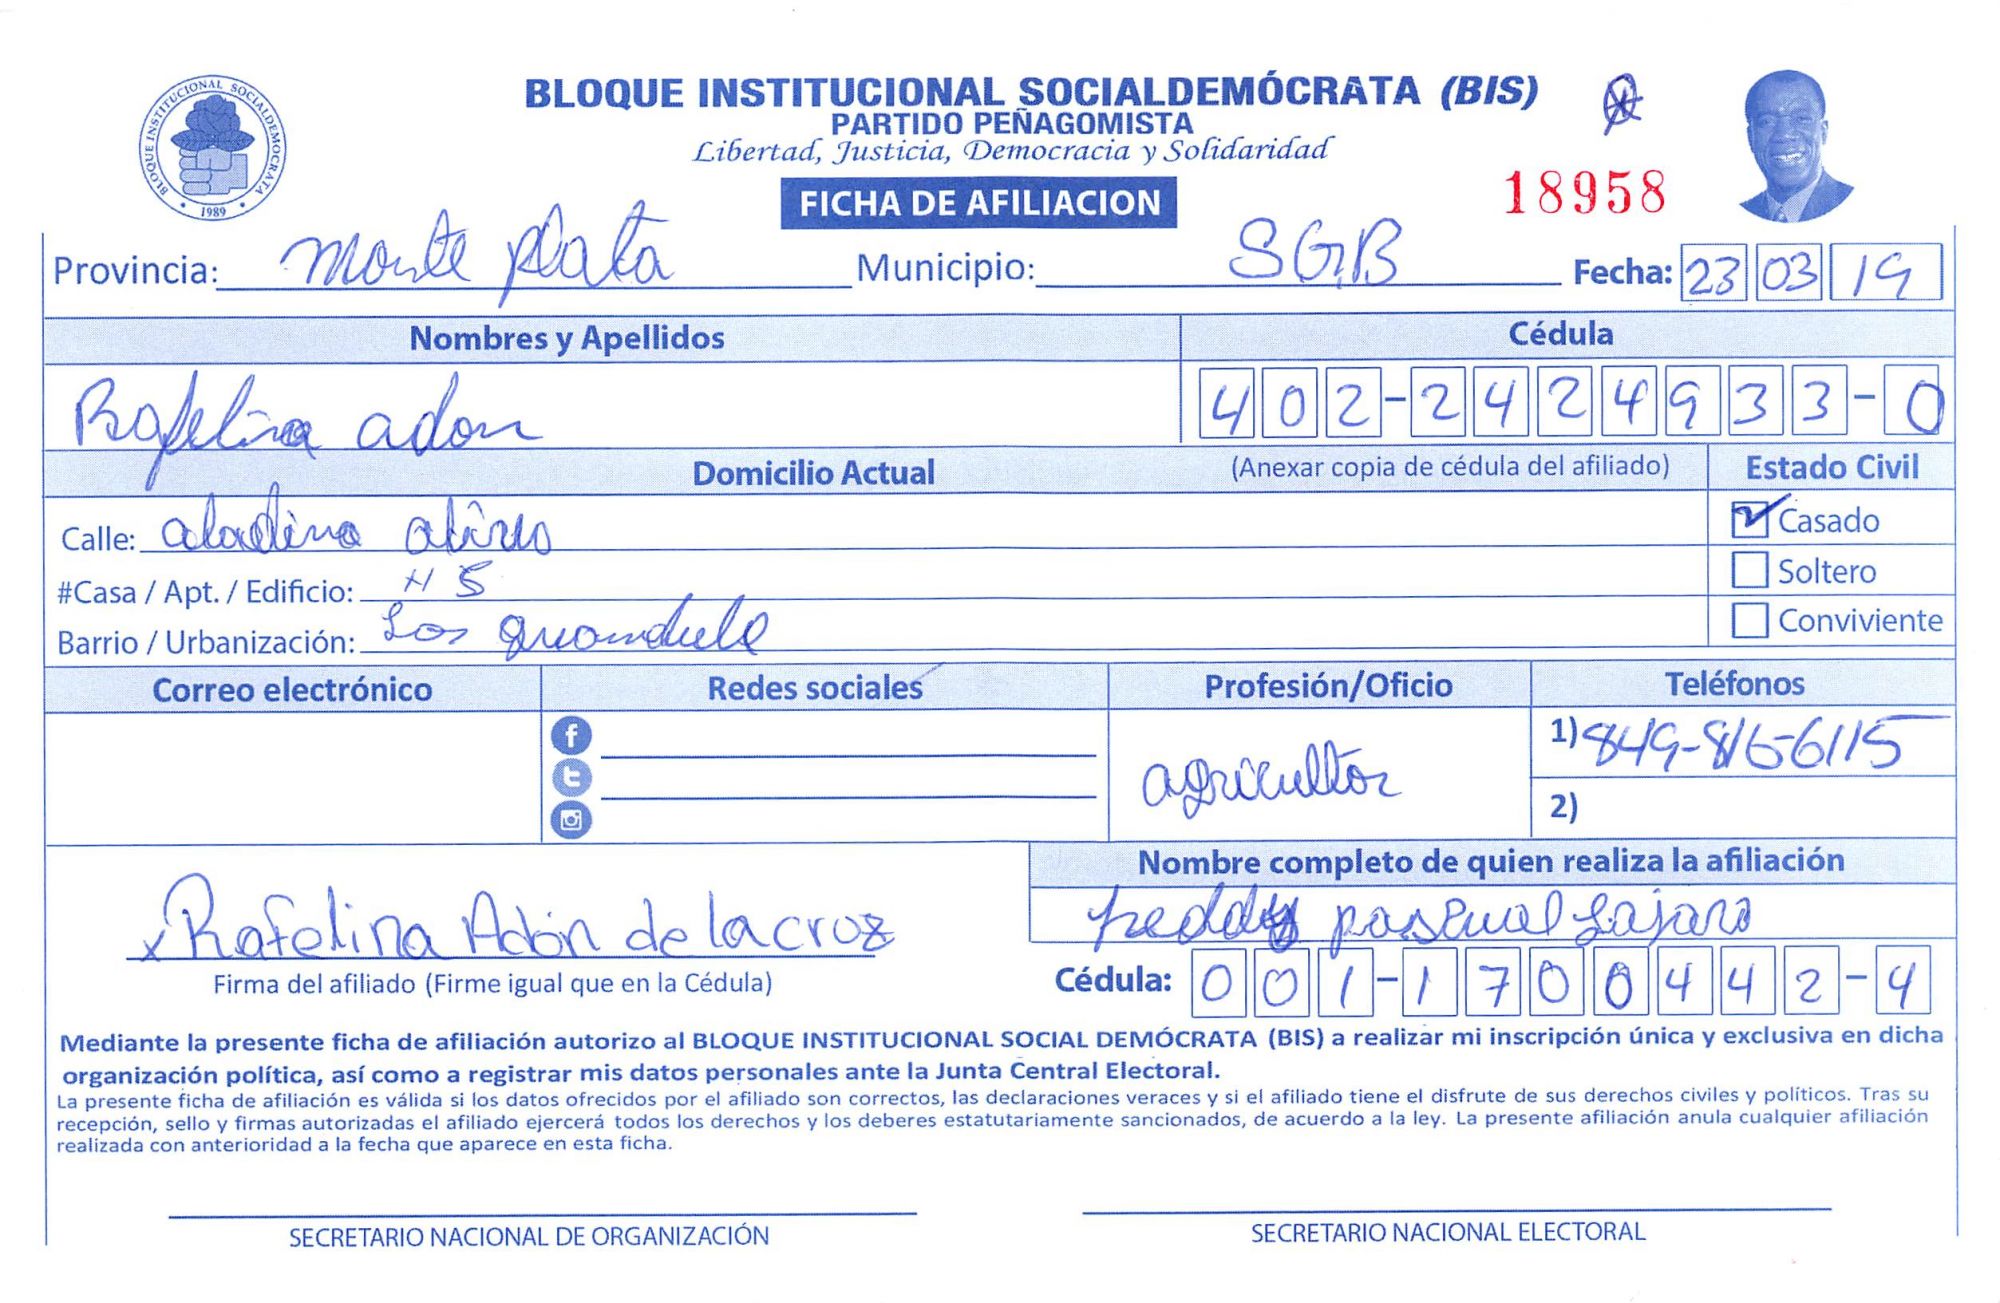 BLOQUE INSTITUCIONAL SOCIALDEMÓCRATA
1989
BLOQUE INSTITUCIONAL SOCIALDEMÓCRATA (BIS)
PARTIDO PEÑAGOMISTA
Libertad, Justicia, Democracia y Solidaridad
FICHA DE AFILIACION
18958
Provincia: Monte plata Municipio: SGB Fecha: 23 03 19
Nombres y Apellidos Cédula
Rafelina adon 402-2424933-0
Domicilio Actual (Anexar copia de cédula del afiliado) Estado Civil
Calle: Casado
#Casa / Apt. / Edificio: # 5 Soltero
Barrio / Urbanización: Los Conviviente
Correo electrónico Redes sociales Profesión/Oficio Teléfonos
agricultor 1) 849-816-6115
2)
Nombre completo de quien realiza la afiliación
x Rafelina Adón de la cruz
pascual
Firma del afiliado (Firme igual que en la Cédula) Cédula: 001-1700442-4
Mediante la presente ficha de afiliación autorizo al BLOQUE INSTITUCIONAL SOCIAL DEMÓCRATA (BIS) a realizar mi inscripción única y exclusiva en dicha
organización política, así como a registrar mis datos personales ante la Junta Central Electoral.
La presente ficha de afiliación es válida si los datos ofrecidos por el afiliado son correctos, las declaraciones veraces y si el afiliado tiene el disfrute de sus derechos civiles y políticos. Tras su
recepción, sello y firmas autorizadas el afiliado ejercerá todos los derechos y los deberes estatutariamente sancionados, de acuerdo a la ley. La presente afiliación anula cualquier afiliación
realizada con anterioridad a la fecha que aparece en esta ficha.
SECRETARIO NACIONAL DE ORGANIZACIÓN SECRETARIO NACIONAL ELECTORAL